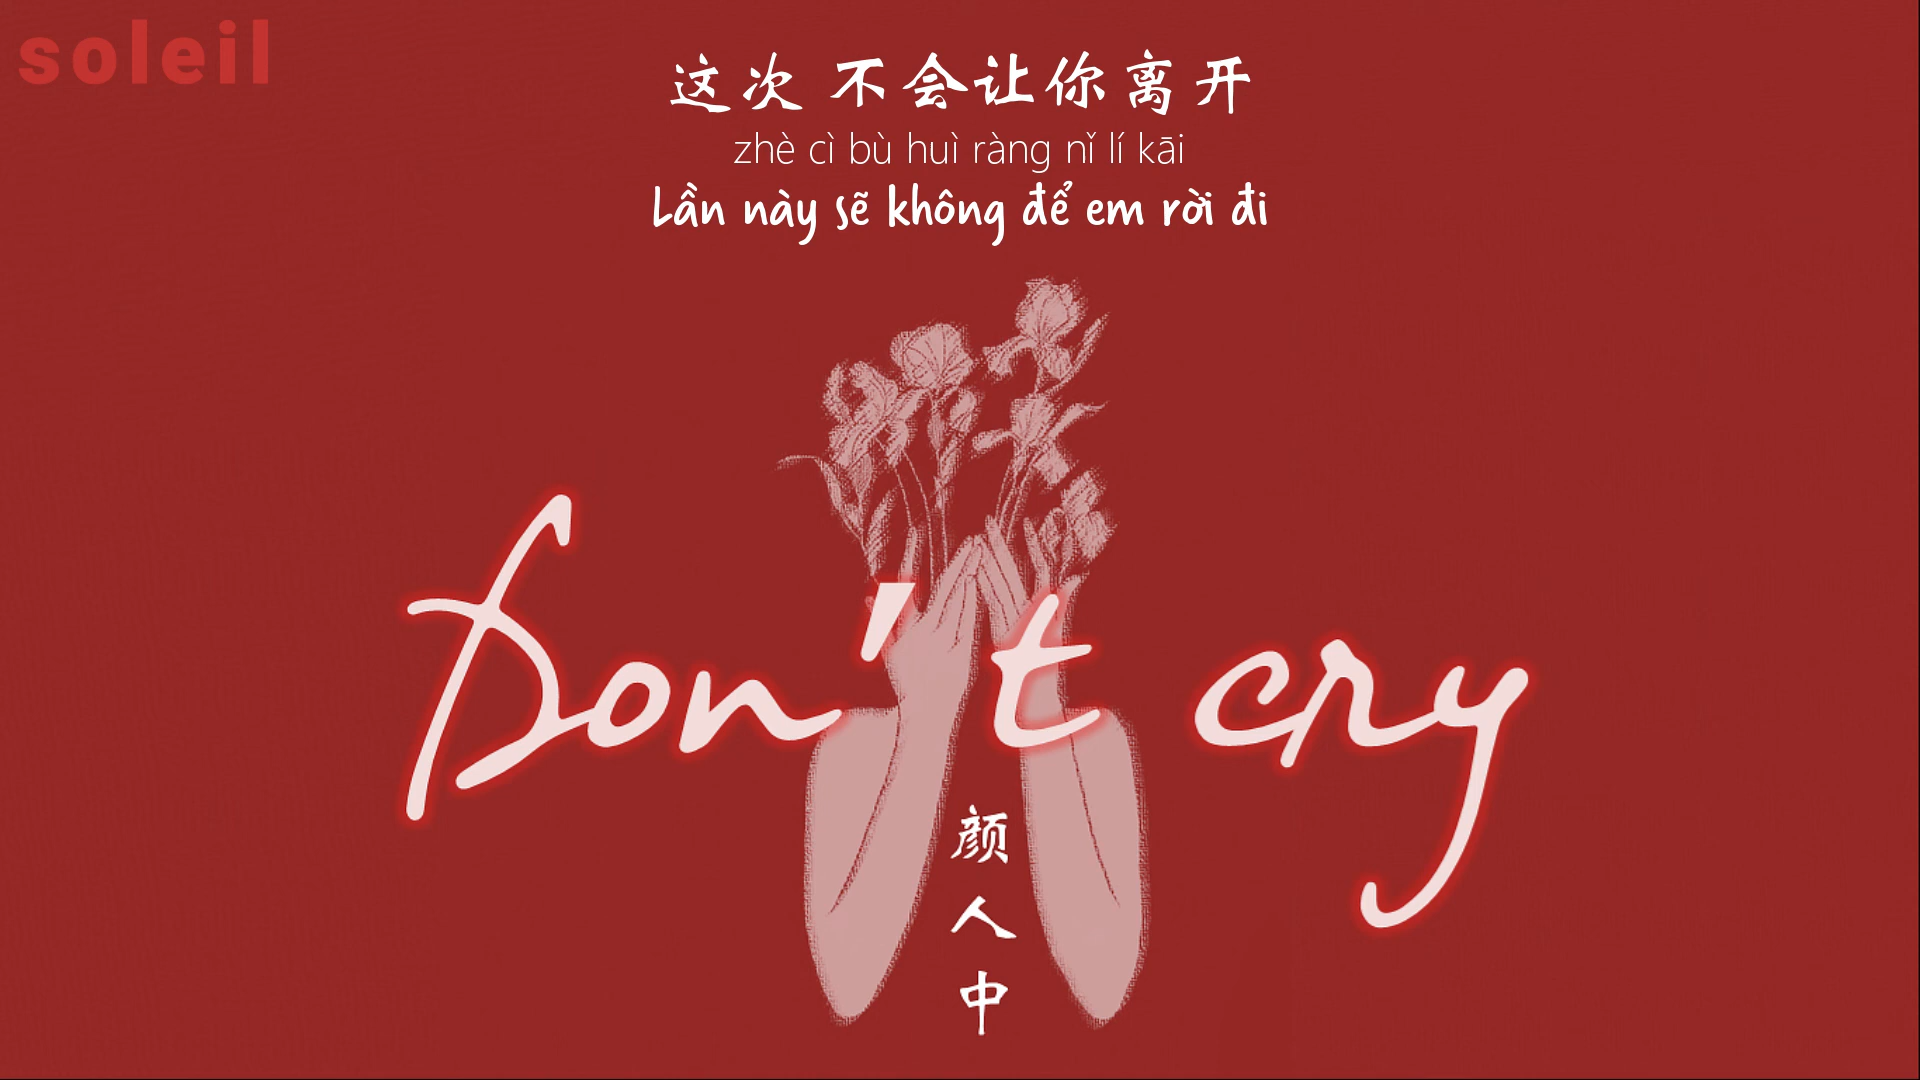 soleil
这次 不会让你离开
zhè cì bù huì ràng nǐ lí kāi
Lần này sẽ không để em rời đi
Don't cry
颜人中